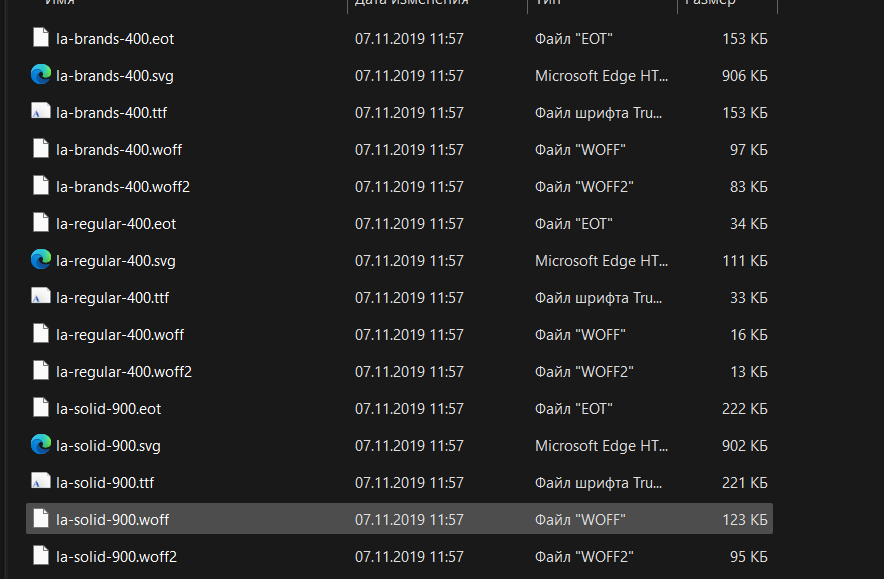 Имя Дата изменения Тип Размер
la-brands-400.eot 07.11.2019 11:57 Файл "EOT" 153 КБ
la-brands-400.svg 07.11.2019 11:57 Microsoft Edge HT... 906 КБ
la-brands-400.ttf 07.11.2019 11:57 Файл шрифта Tru... 153 КБ
la-brands-400.woff 07.11.2019 11:57 Файл "WOFF" 97 КБ
la-brands-400.woff2 07.11.2019 11:57 Файл "WOFF2" 83 КБ
la-regular-400.eot 07.11.2019 11:57 Файл "EOT" 34 КБ
la-regular-400.svg 07.11.2019 11:57 Microsoft Edge HT... 111 КБ
la-regular-400.ttf 07.11.2019 11:57 Файл шрифта Tru... 33 КБ
la-regular-400.woff 07.11.2019 11:57 Файл "WOFF" 16 КБ
la-regular-400.woff2 07.11.2019 11:57 Файл "WOFF2" 13 КБ
la-solid-900.eot 07.11.2019 11:57 Файл "EOT" 222 КБ
la-solid-900.svg 07.11.2019 11:57 Microsoft Edge HT... 902 КБ
la-solid-900.ttf 07.11.2019 11:57 Файл шрифта Tru... 221 КБ
la-solid-900.woff 07.11.2019 11:57 Файл "WOFF" 123 КБ
la-solid-900.woff2 07.11.2019 11:57 Файл "WOFF2" 95 КБ